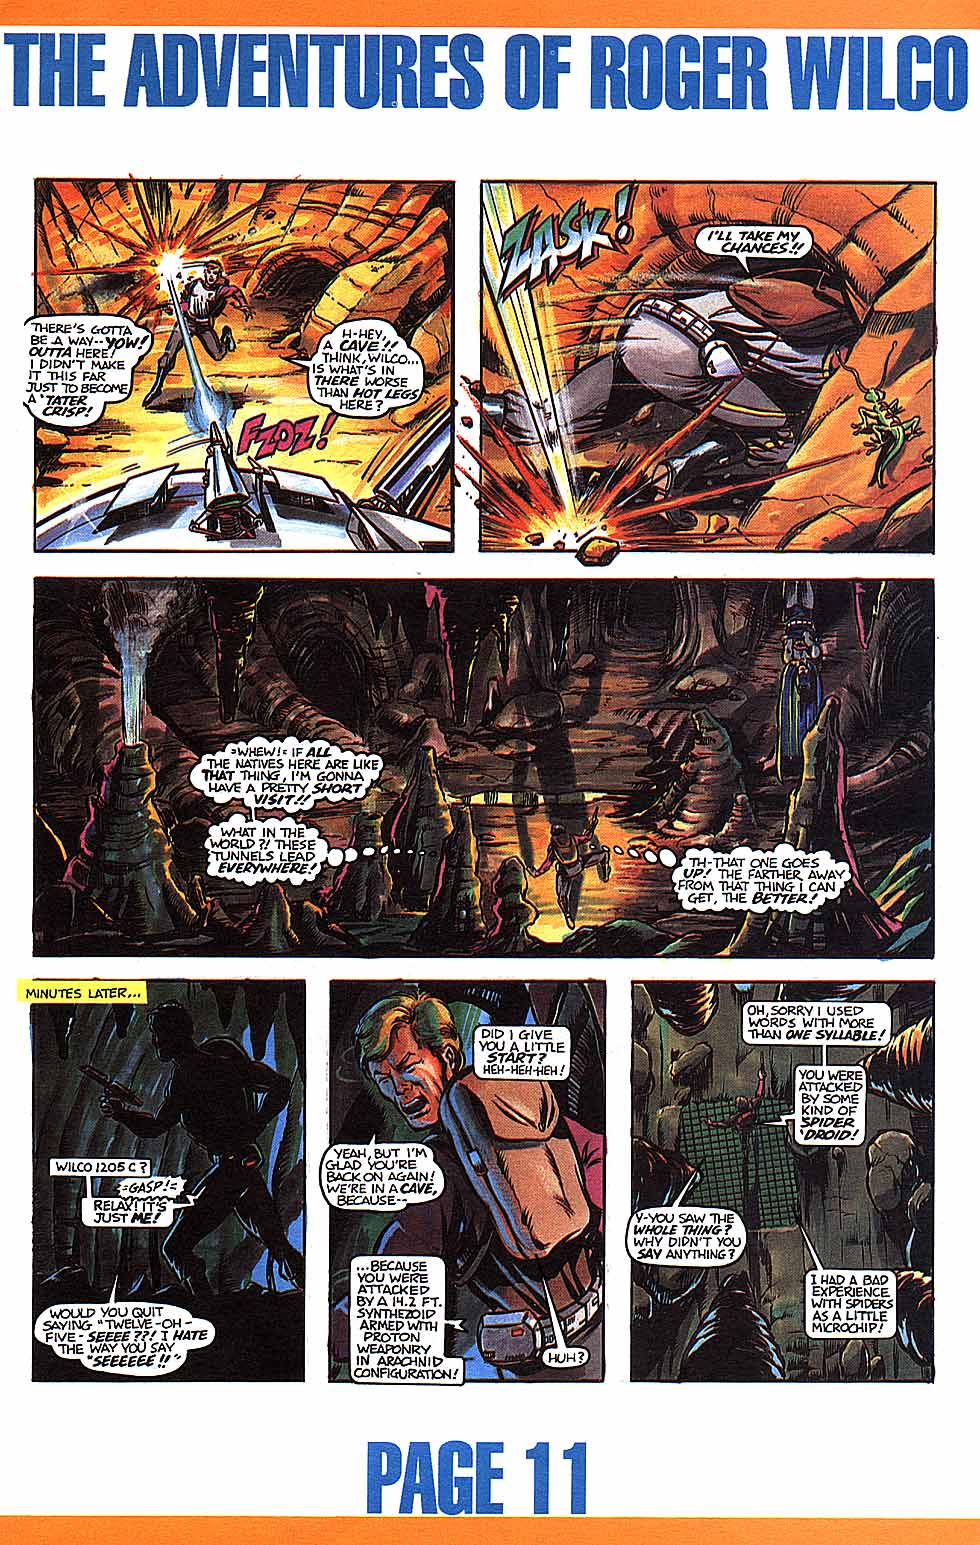 THE ADVENTURES OF ROGER WILCO
THERE'S GOTTA
BE A WAY--YOW!
OUTTA HERE!
I DIDN'T MAKE
IT THIS FAR
JUST TO BECOME
A 'TATER
CRISP!
H-HEY,
A CAVE!!
THINK, WILCO...
IS WHAT'S IN
THERE WORSE
THAN HOT LEGS
HERE?
FZOZ!
ZASK!
I'LL TAKE MY
CHANCES!!
=WHEW!= IF ALL
THE NATIVES HERE ARE LIKE
THAT THING, I'M GONNA
HAVE A PRETTY SHORT
VISIT!!
WHAT IN THE
WORLD?! THESE
TUNNELS LEAD
EVERYWHERE!
TH-THAT ONE GOES
UP! THE FARTHER AWAY
FROM THAT THING I CAN
GET, THE BETTER!
MINUTES LATER...
WILCO 1205 C?
=GASP!=
RELAX! IT'S
JUST ME!
WOULD YOU QUIT
SAYING "TWELVE-OH-
FIVE-SEEEE??! I HATE
THE WAY YOU SAY
"SEEEEEE!!"
DID I GIVE
YOU A LITTLE
START?
HEH-HEH-HEH!
YEAH, BUT I'M
GLAD YOU'RE
BACK ON AGAIN!
WE'RE IN A CAVE,
BECAUSE--
...BECAUSE
YOU WERE
ATTACKED
BY A 14.2 FT.
SYNTHEZOID
ARMED WITH
PROTON
WEAPONRY
IN ARACHNID
CONFIGURATION!
HUH?
OH, SORRY I USED
WORDS WITH MORE
THAN ONE SYLLABLE!
YOU WERE
ATTACKED
BY SOME
KIND OF
SPIDER
'DROID!
Y-YOU SAW THE
WHOLE THING?
WHY DIDN'T YOU
SAY ANYTHING?
I HAD A BAD
EXPERIENCE
WITH SPIDERS
AS A LITTLE
MICROCHIP!
PAGE 11